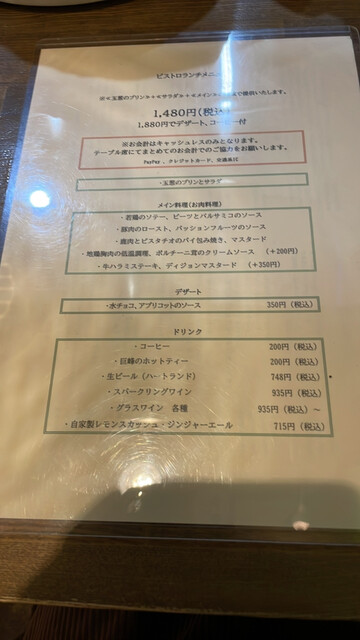 ビストロランチメニュ
※≪玉葱のプリン≫+≪サラダ≫+≪メイン≫ で提供いたします。
1,480円(税込)
1,880円でデザート、コーヒー付
※お会計はキャッシュレスのみとなります。
テーブル席にてまとめてのお会計でのご協力をお願いします。
PayPay、クレジットカード、交通系IC
・玉葱のプリンとサラダ
メイン料理(お肉料理)
・若鶏のソテー、ビーツとバルサミコのソース
・豚肉のロースト、パッションフルーツのソース
・鹿肉とピスタチオのパイ包み焼き、マスタード
・地鶏胸肉の低温調理、ポルチーニ茸のクリームソース (+200円)
・牛ハラミステーキ、ディジョンマスタード (+350円)
デザート
・水チョコ、アプリコットのソース 350円(税込)
ドリンク
・コーヒー 200円(税込)
・巨峰のホットティー 200円(税込)
・生ビール(ハートランド) 748円(税込)
・スパークリングワイン 935円(税込)
・グラスワイン 各種 935円(税込)~
・自家製レモンスカッシュ・ジンジャーエール 715円(税込)